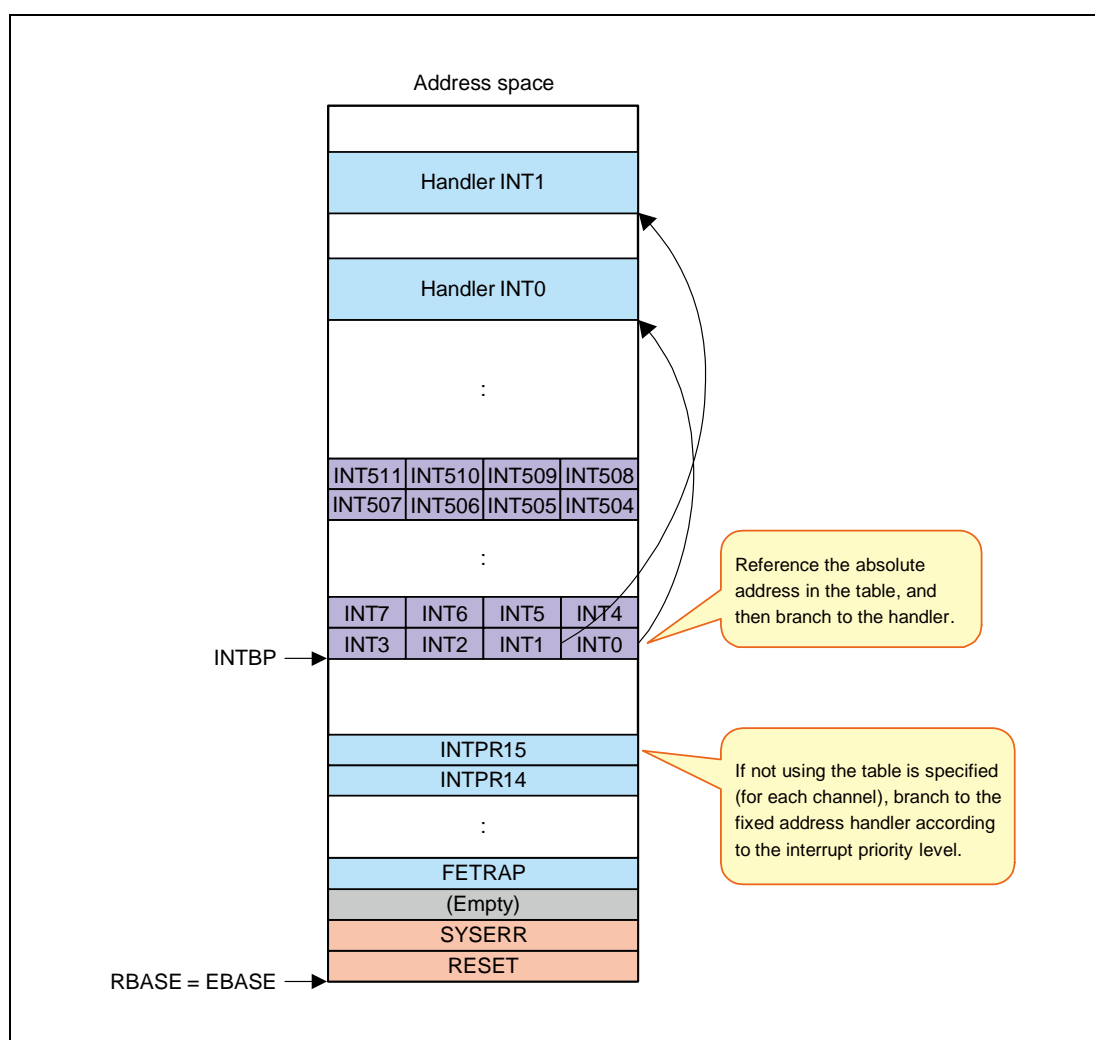 Address space
Handler INT1
Handler INT0
:
INT511 INT510 INT509 INT508
INT507 INT506 INT505 INT504
:
INT7 INT6 INT5 INT4
INT3 INT2 INT1 INT0
INTBP
Reference the absolute
address in the table, and
then branch to the handler.
INTPR15
INTPR14
:
If not using the table is specified
(for each channel), branch to the
fixed address handler according
to the interrupt priority level.
FETRAP
(Empty)
SYSERR
RESET
RBASE = EBASE